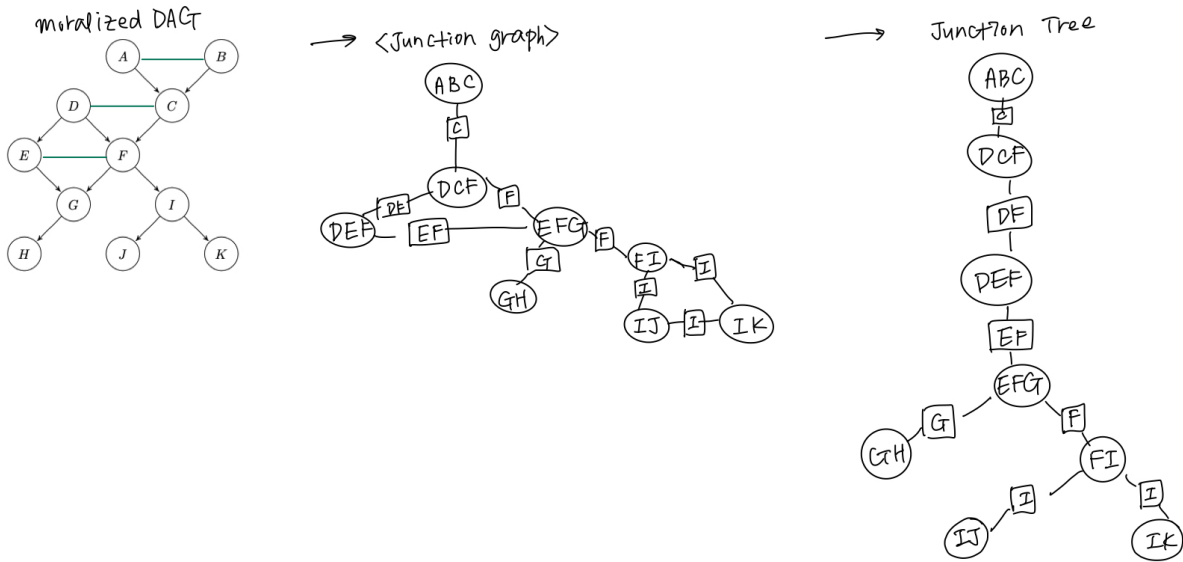 moralized DAG
A
B
D
C
E
F
G
I
H
J
K
→ <Junction graph>
ABC
C
DCF
DF
F
DEF
EF
EFG
F
G
FI
I
I
GH
IJ
I
IK
→ Junction Tree
ABC
C
DCF
DF
DEF
EF
EFG
G
F
GH
FI
I
I
IJ
IK